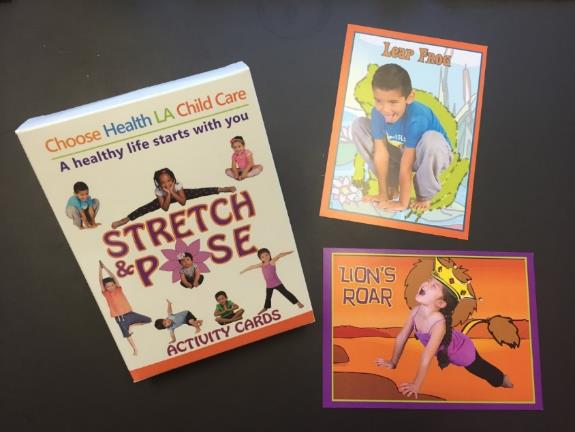 Choose Health LA Child Care
A healthy life starts with you
STRETCH
& POSE
ACTIVITY CARDS
Leap Frog
LION'S
ROAR